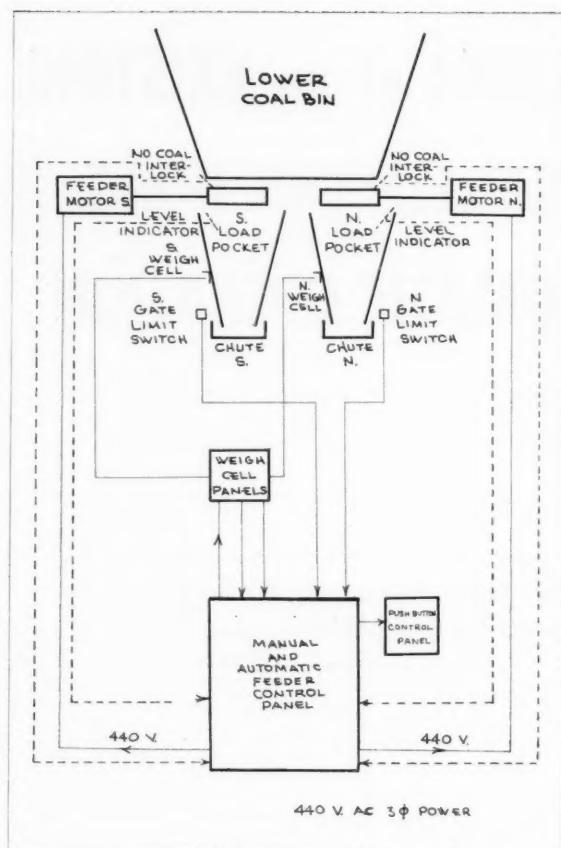 LOWER
COAL BIN
NO COAL
INTER-
LOCK
NO COAL
INTERLOCK
FEEDER
MOTOR S.
FEEDER
MOTOR N.
LEVEL
INDICATOR
S.
LOAD
POCKET
N.
LOAD
POCKET
LEVEL
INDICATOR
S.
WEIGH
CELL
N.
WEIGH
CELL
S.
GATE
LIMIT
SWITCH
N
GATE
LIMIT
SWITCH
CHUTE
S.
CHUTE
N.
WEIGH
CELL
PANELS
PUSH BUTTON
CONTROL
PANEL
MANUAL
AND
AUTOMATIC
FEEDER
CONTROL
PANEL
440 V.
440 V.
440 V. AC 3φ POWER